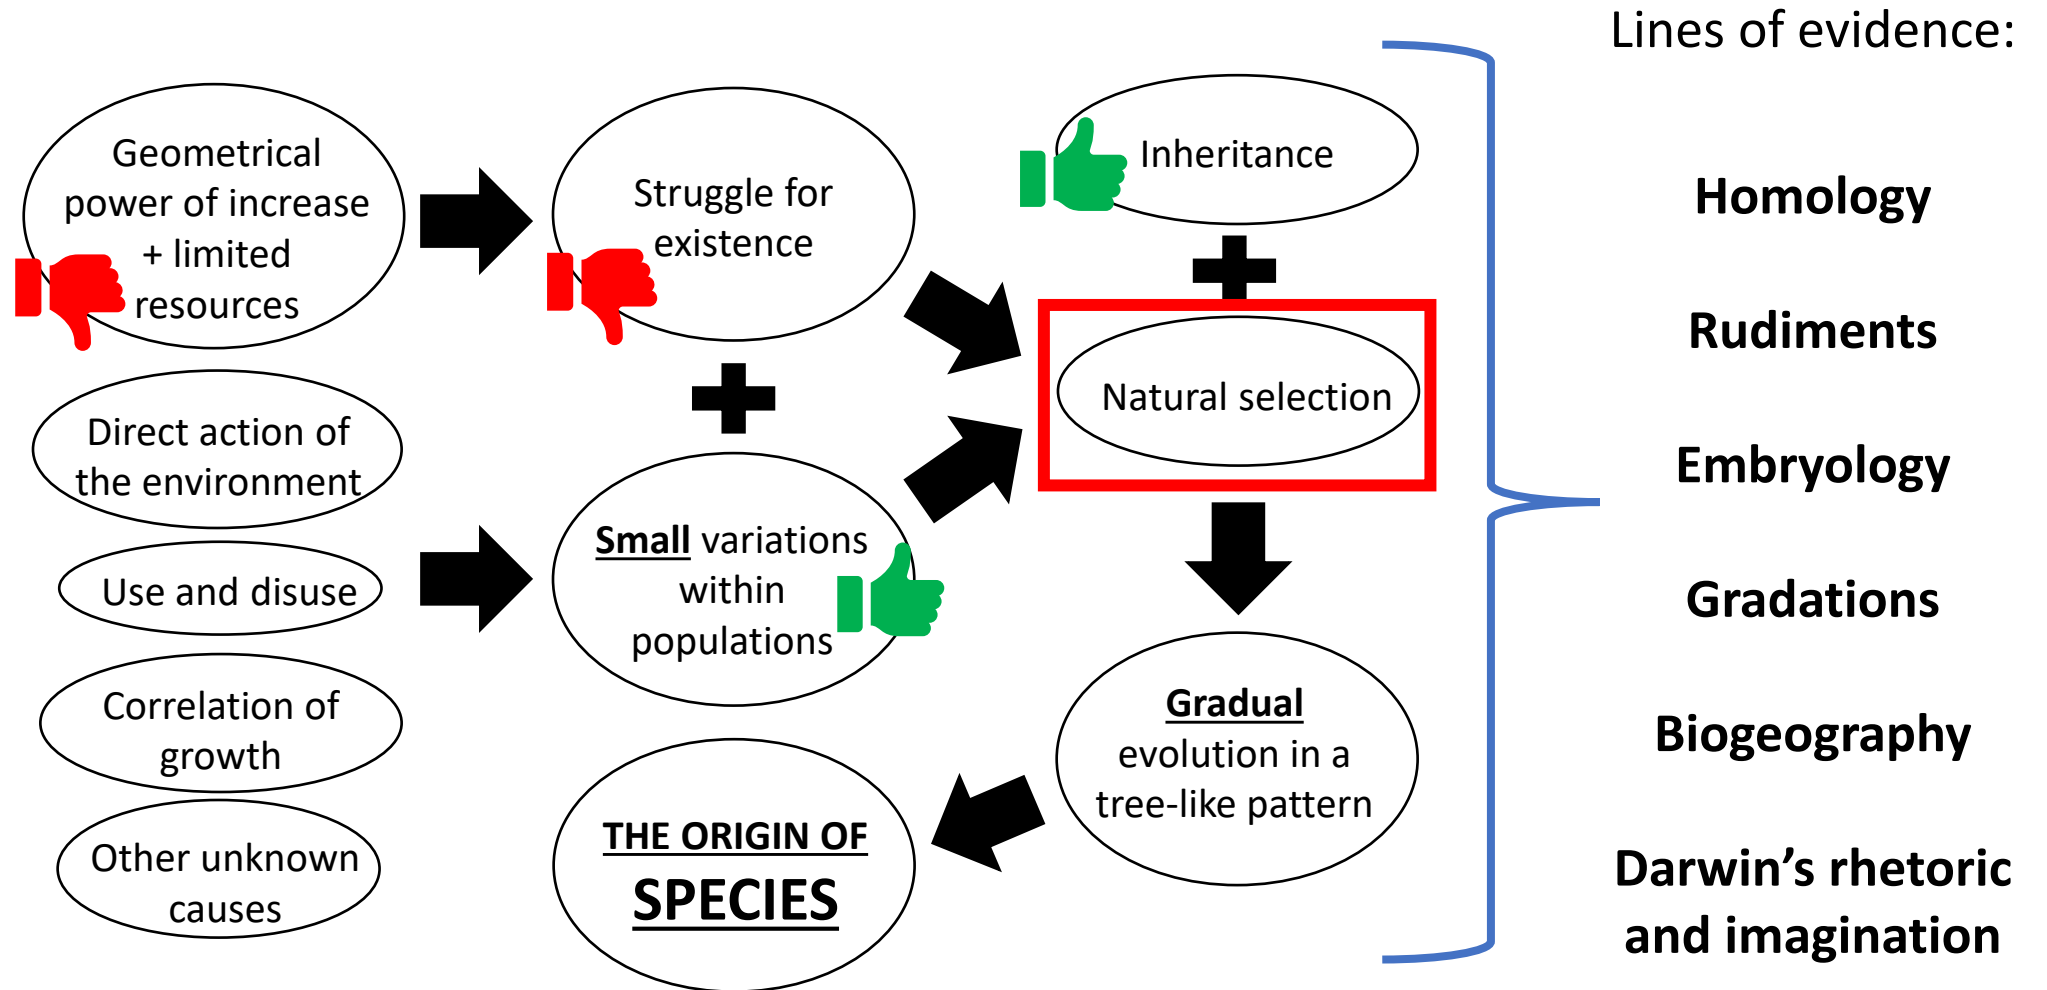 Lines of evidence:
Geometrical
power of increase
+ limited
resources
Direct action of
the environment
Use and disuse
Correlation of
growth
Other unknown
causes
Struggle for
existence
Small variations
within
populations
THE ORIGIN OF
SPECIES
Inheritance
Natural selection
Gradual
evolution in a
tree-like pattern
Homology
Rudiments
Embryology
Gradations
Biogeography
Darwin’s rhetoric
and imagination